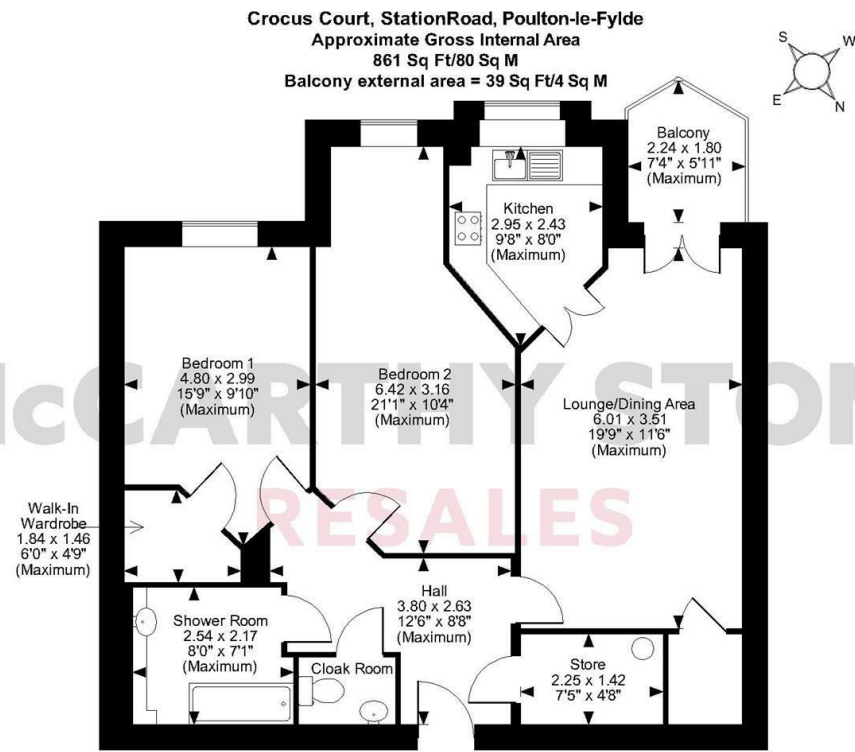 Crocus Court, StationRoad, Poulton-le-Fylde
Approximate Gross Internal Area
861 Sq Ft/80 Sq M
Balcony external area = 39 Sq Ft/4 Sq M
S
W
E
N
Balcony
2.24 x 1.80
7'4" x 5'11"
(Maximum)
Kitchen
2.95 x 2.43
9'8" x 8'0"
(Maximum)
Bedroom 1
4.80 x 2.99
15'9" x 9'10"
(Maximum)
Bedroom 2
6.42 x 3.16
21'1" x 10'4"
(Maximum)
Lounge/Dining Area
6.01 x 3.51
19'9" x 11'6"
(Maximum)
McCARTHY STON
RESALES
Walk-In
Wardrobe
1.84 x 1.46
6'0" x 4'9"
(Maximum)
Hall
3.80 x 2.63
12'6" x 8'8"
(Maximum)
Shower Room
2.54 x 2.17
8'0" x 7'1"
(Maximum)
Cloak Room
Store
2.25 x 1.42
7'5" x 4'8"